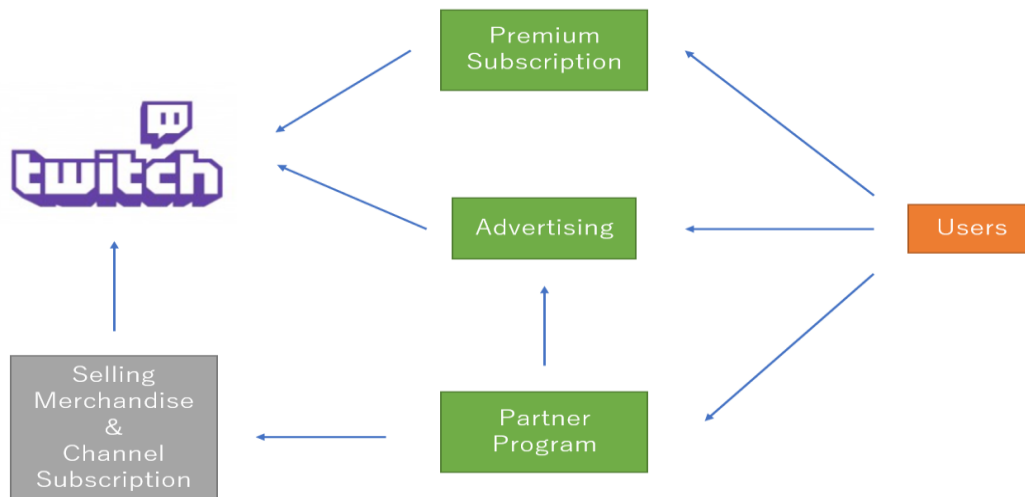 Premium
Subscription
twitch
Advertising
Users
Selling
Merchandise
&
Channel
Subscription
Partner
Program